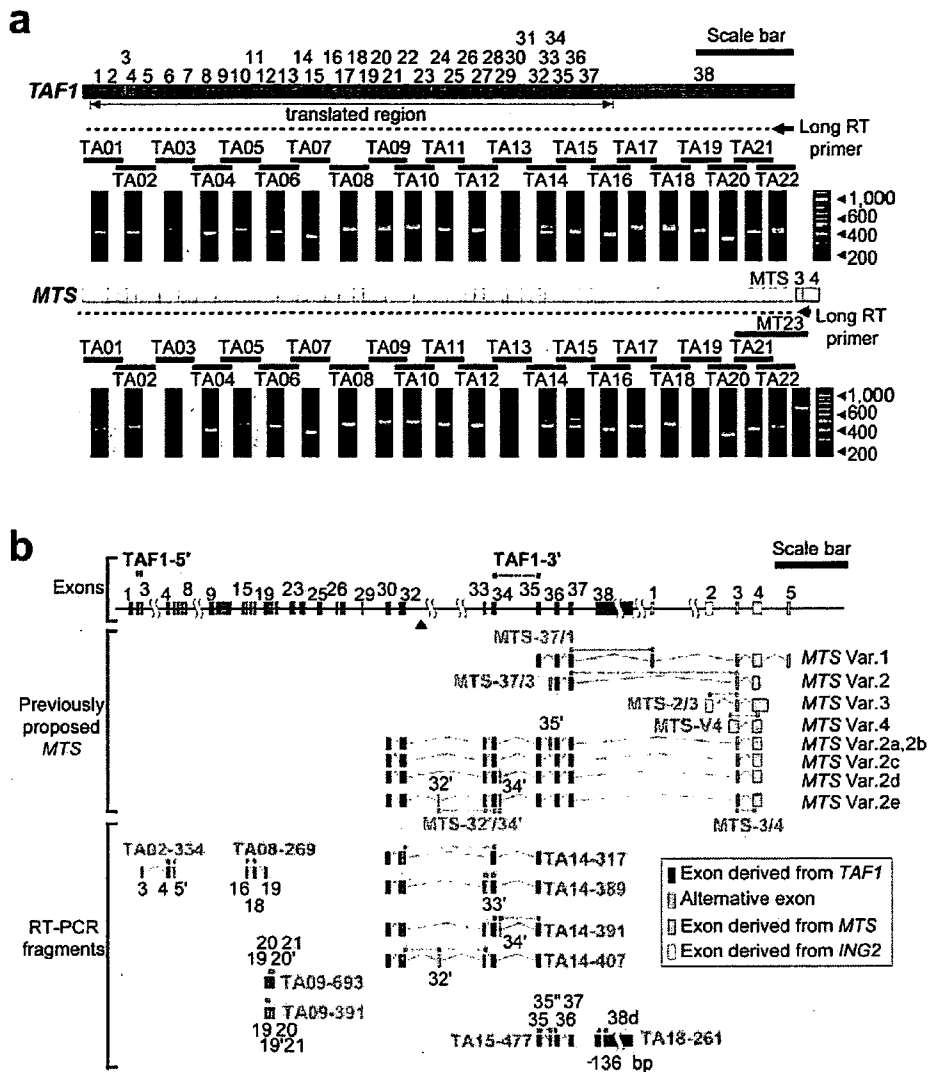 a
31 34
3 11 14 16 18 20 22 24 26 28 30 33 36
1 2 4 5 6 7 8 9 10 12 13 15 17 19 21 23 25 27 29 32 35 37 38
Scale bar
TAF1
translated region
Long RT primer
TA01 TA03 TA05 TA07 TA09 TA11 TA13 TA15 TA17 TA19 TA21
TA02 TA04 TA06 TA08 TA10 TA12 TA14 TA16 TA18 TA20 TA22
◄1,000
◄600
◄400
◄200
MTS
MTS 3 4
Long RT primer
MT23
TA01 TA03 TA05 TA07 TA09 TA11 TA13 TA15 TA17 TA19 TA21
TA02 TA04 TA06 TA08 TA10 TA12 TA14 TA16 TA18 TA20 TA22
◄1,000
◄600
◄400
◄200
b
TAF1-5' TAF1-3'
Scale bar
Exons
1 3 4 8 9 15 19 23 25 26 29 30 32 33 34 35 36 37 38 1 2 3 4 5
Previously proposed MTS
MTS-37/1
MTS Var.1
MTS-37/3
MTS Var.2
MTS-2/3
MTS Var.3
MTS-V4
MTS Var.4
35'
MTS Var.2a,2b
MTS Var.2c
MTS Var.2d
32' 34'
MTS Var.2e
MTS-32'/34' MTS-3/4
RT-PCR fragments
TA02-334
3 4 5'
TA08-269
16 19
18
TA14-317
TA14-389
33'
TA14-391
34'
TA14-407
32'
20 21
19 20'
TA09-693
TA09-391
19 20
19'21
35" 37
35 36 38d
TA15-477
TA18-261
-136 bp
Exon derived from TAF1
Alternative exon
Exon derived from MTS
Exon derived from ING2